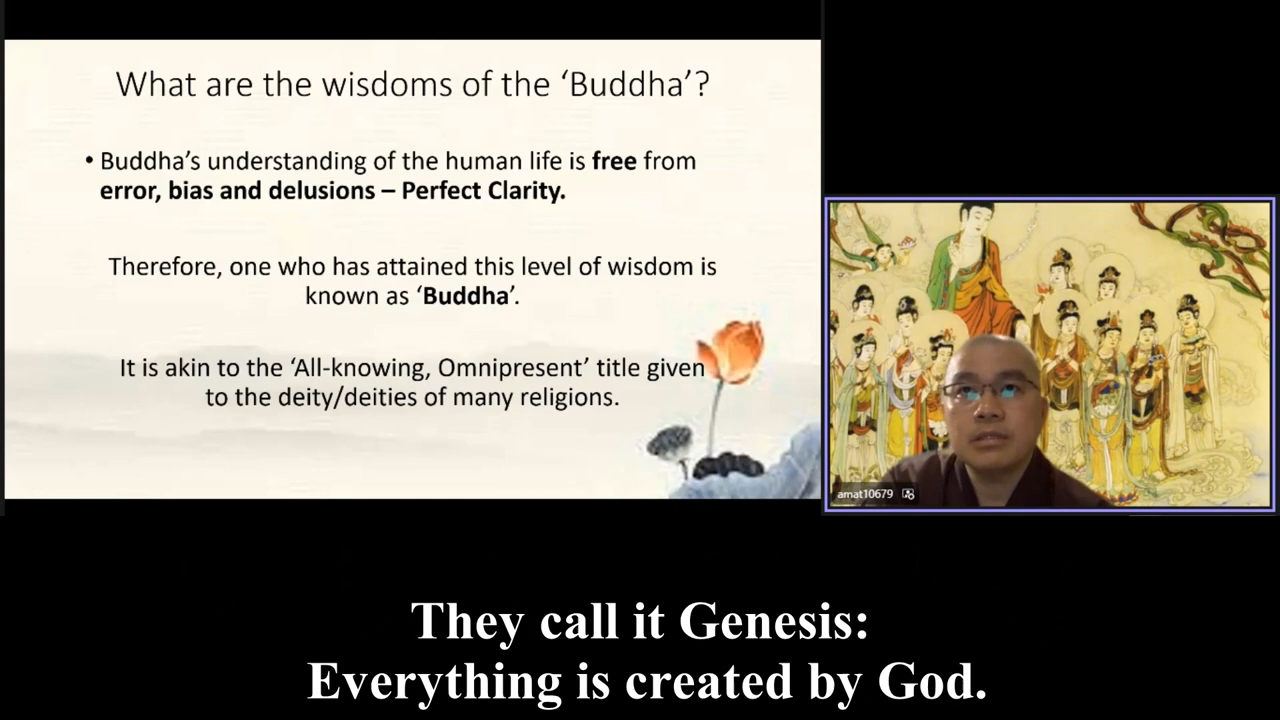 What are the wisdoms of the ‘Buddha’?
• Buddha’s understanding of the human life is free from
error, bias and delusions – Perfect Clarity.
Therefore, one who has attained this level of wisdom is
known as ‘Buddha’.
It is akin to the ‘All-knowing, Omnipresent’ title given
to the deity/deities of many religions.
amat10679
They call it Genesis:
Everything is created by God.